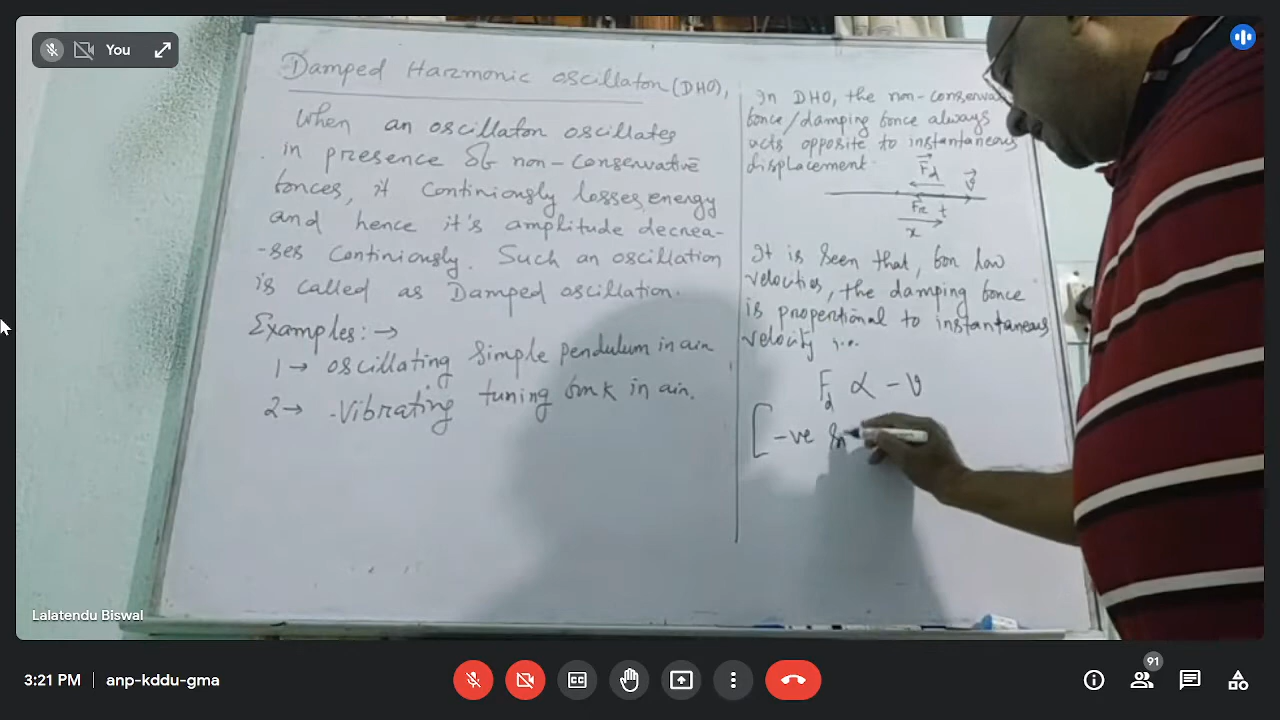 You
Damped Harmonic oscillator (DHO),
When an oscillator oscillates
in presence of non-conservative
forces, it Continiously losses energy
and hence it's amplitude decrea-
-ses Continiously. Such an oscillation
is called as Damped oscillation.
Examples:→
1→ oscillating Simple pendulum in air
2→ Vibrating tuning fork in air.
In DHO, the non-conservat
force/damping force always
acts opposite to instantaneous
displacement.
F⃗d V⃗
Fr t
x
It is Seen that, for low
velocities, the damping force
is proportional to instantaneous
velocity i.e.
Fd ∝ -v
[-ve
Lalatendu Biswal
3:21 PM | anp-kddu-gma
91